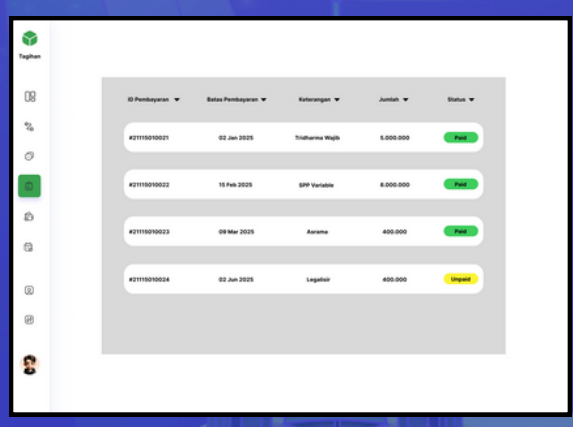 Tagihan
ID Pembayaran Batas Pembayaran Keterangan Jumlah Status
#21115010021 02 Jan 2025 Tridharma Wajib 5.000.000 Paid
#21115010022 15 Feb 2025 SPP Variable 8.000.000 Paid
#21115010023 09 Mar 2025 Asrama 400.000 Paid
#21115010024 02 Jun 2025 Legalisir 400.000 Unpaid